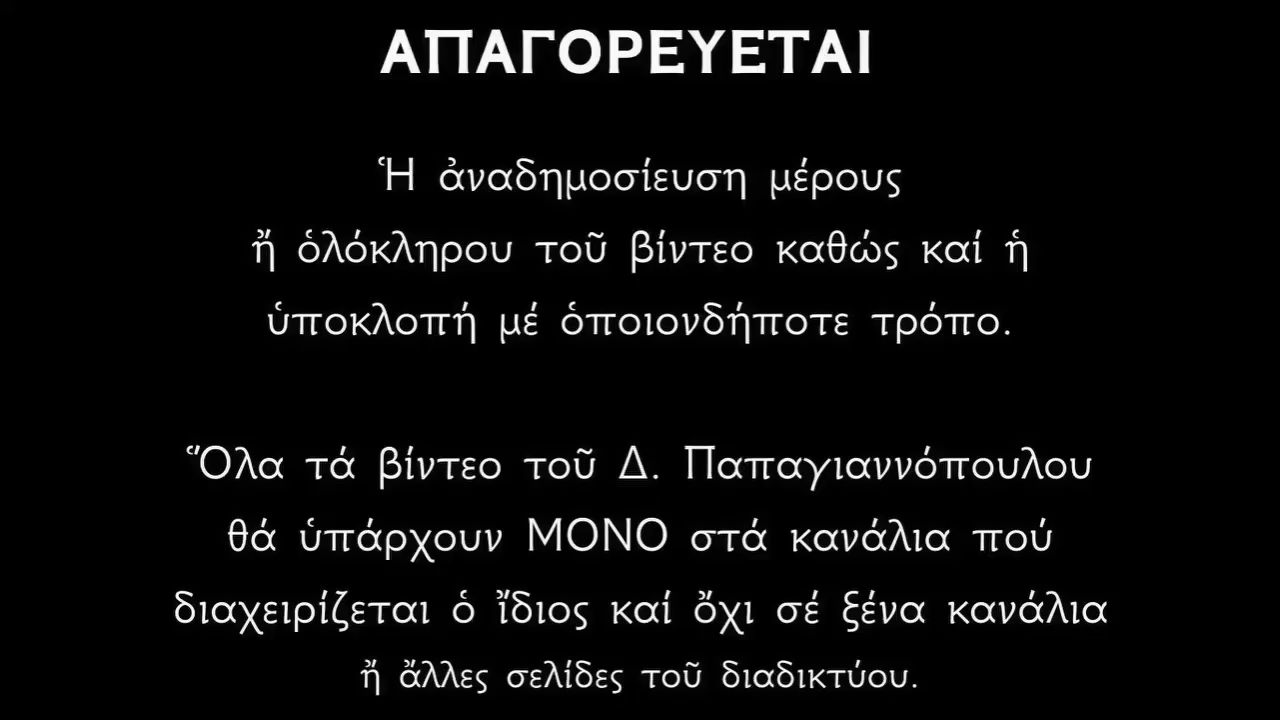 ΑΠΑΓΟΡΕΥΕΤΑΙ
Ἡ ἀναδημοσίευση μέρους
ἤ ὁλόκληρου τοῦ βίντεο καθώς καί ἡ
ὑποκλοπή μέ ὁποιονδήποτε τρόπο.
Ὅλα τά βίντεο τοῦ Δ. Παπαγιαννόπουλου
θά ὑπάρχουν ΜΟΝΟ στά κανάλια πού
διαχειρίζεται ὁ ἴδιος καί ὄχι σέ ξένα κανάλια
ἤ ἄλλες σελίδες τοῦ διαδικτύου.